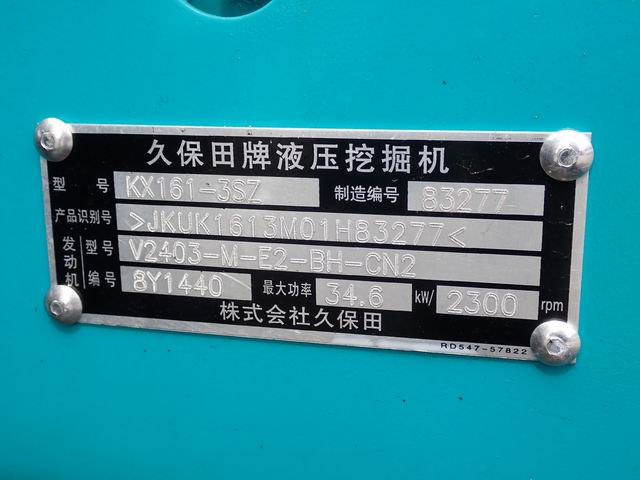 久保田牌液压挖掘机
型 号 KX161-3SZ 制造编号 83277
产品识别号 >JKUK1613M01H83277<
发动机 型号 V2403-M-E2-BH-CN2
编号 8Y1440 最大功率 34.6 kW/ 2300 rpm
株式会社久保田
RD547-57822